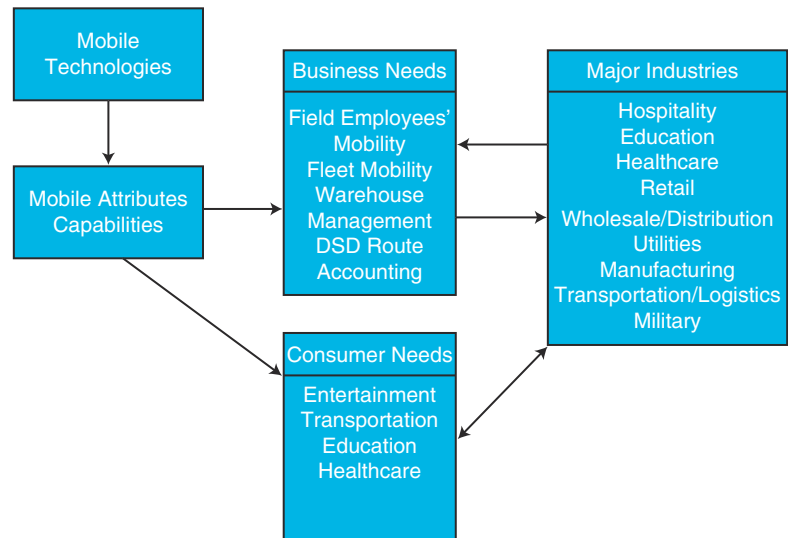 Mobile
Technologies
Mobile Attributes
Capabilities
Business Needs
Field Employees’
Mobility
Fleet Mobility
Warehouse
Management
DSD Route
Accounting
Consumer Needs
Entertainment
Transportation
Education
Healthcare
Major Industries
Hospitality
Education
Healthcare
Retail
Wholesale/Distribution
Utilities
Manufacturing
Transportation/Logistics
Military